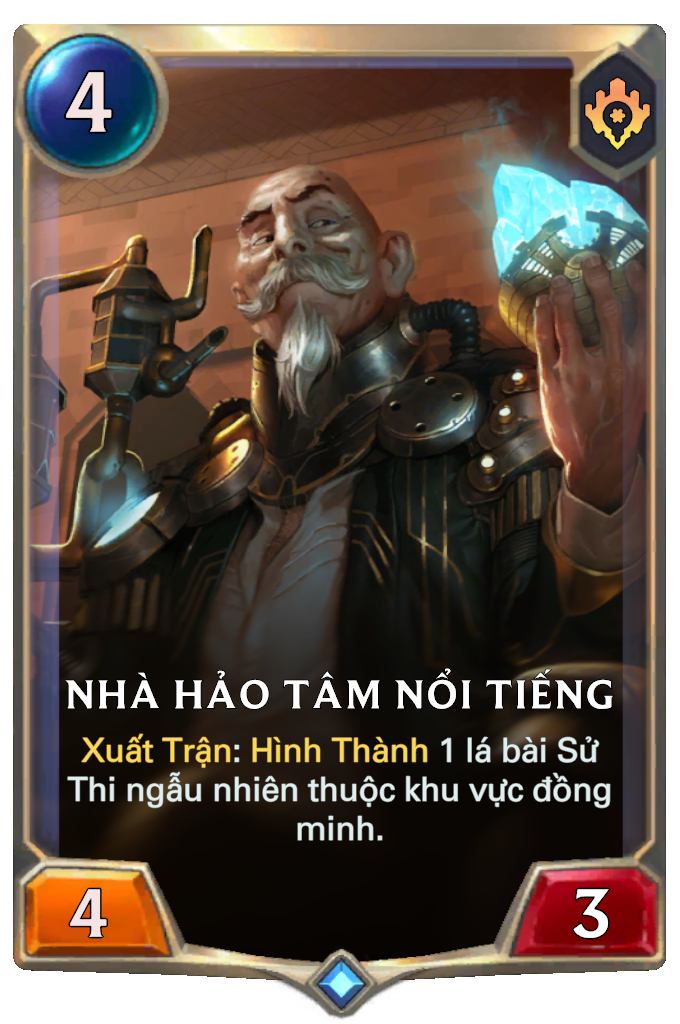 4
NHÀ HẢO TÂM NỔI TIẾNG
Xuất Trận: Hình Thành 1 lá bài Sử
Thi ngẫu nhiên thuộc khu vực đồng
minh.
4
3